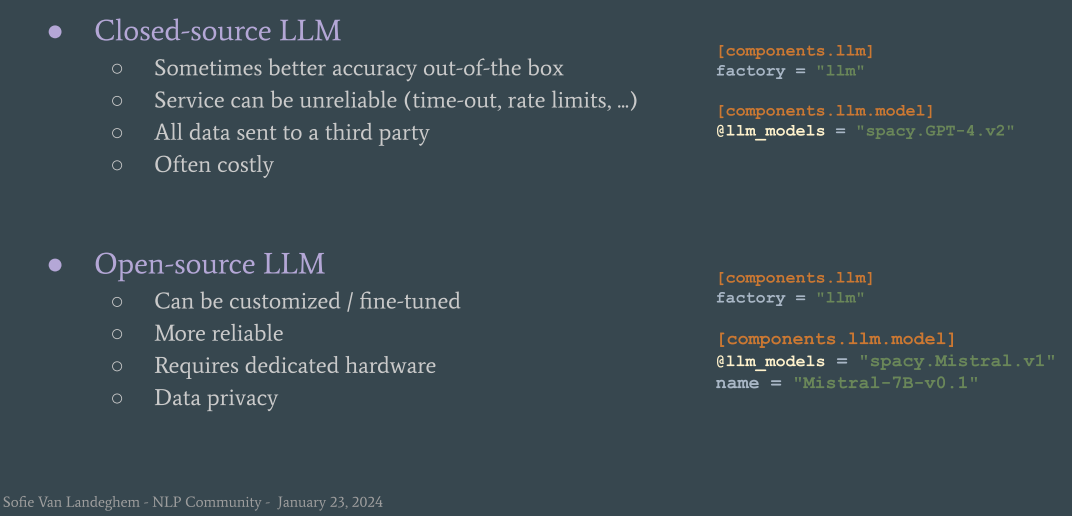 ● Closed-source LLM
○ Sometimes better accuracy out-of-the box
○ Service can be unreliable (time-out, rate limits, …)
○ All data sent to a third party
○ Often costly
[components.llm]
factory = "llm"
[components.llm.model]
@llm_models = "spacy.GPT-4.v2"
● Open-source LLM
○ Can be customized / fine-tuned
○ More reliable
○ Requires dedicated hardware
○ Data privacy
[components.llm]
factory = "llm"
[components.llm.model]
@llm_models = "spacy.Mistral.v1"
name = "Mistral-7B-v0.1"
Sofie Van Landeghem - NLP Community - January 23, 2024